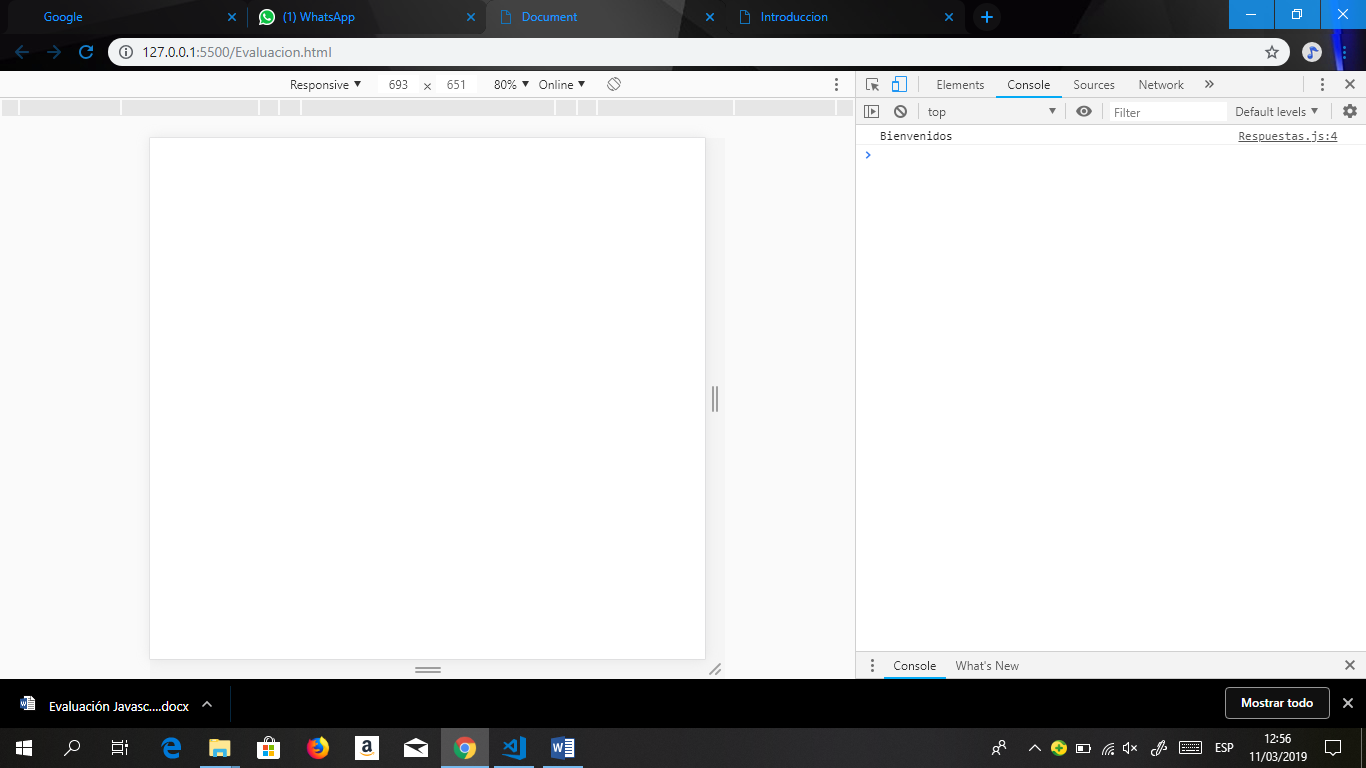 Google
(1) WhatsApp
Document
Introduccion
127.0.0.1:5500/Evaluacion.html
Responsive 693 × 651 80% Online
Elements Console Sources Network »
top Filter Default levels
Bienvenidos Respuestas.js:4
Console What's New
Evaluación Javasc....docx
Mostrar todo
ESP
12:56
11/03/2019